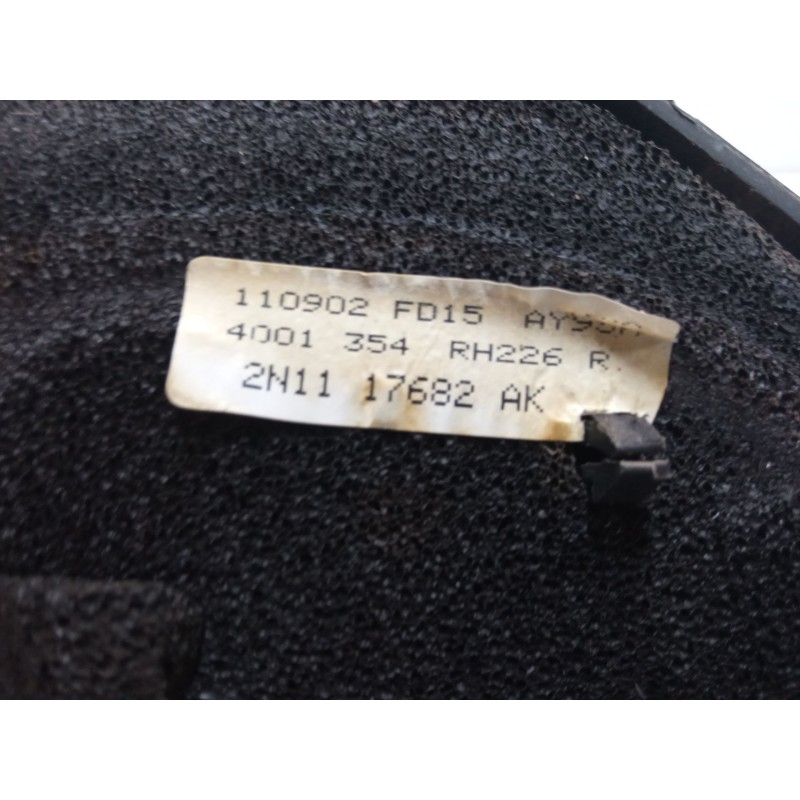 110902 FD15
4001 354 RH226 R.
2N11 17682 AK